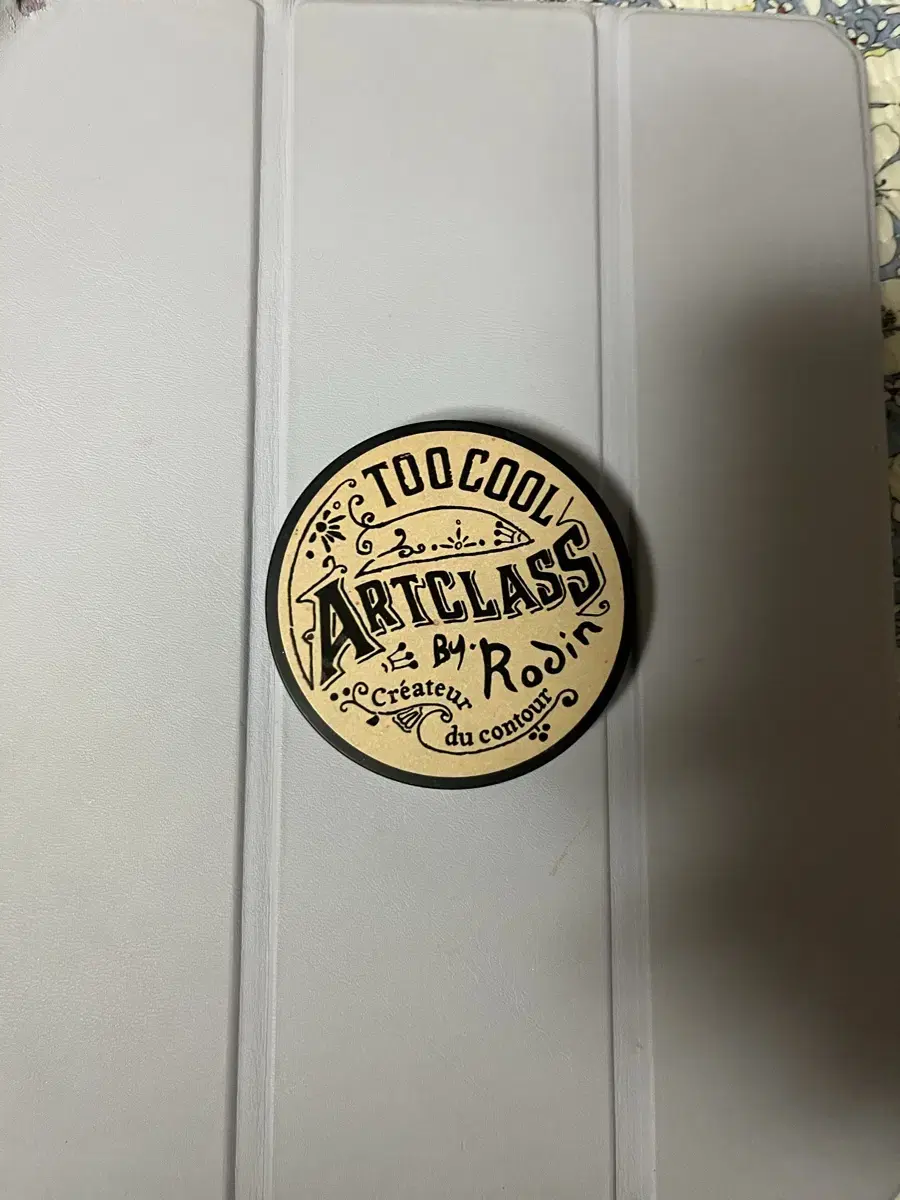 TOOCOOL
ARTCLASS
By. Rodin
Créateur
du contour